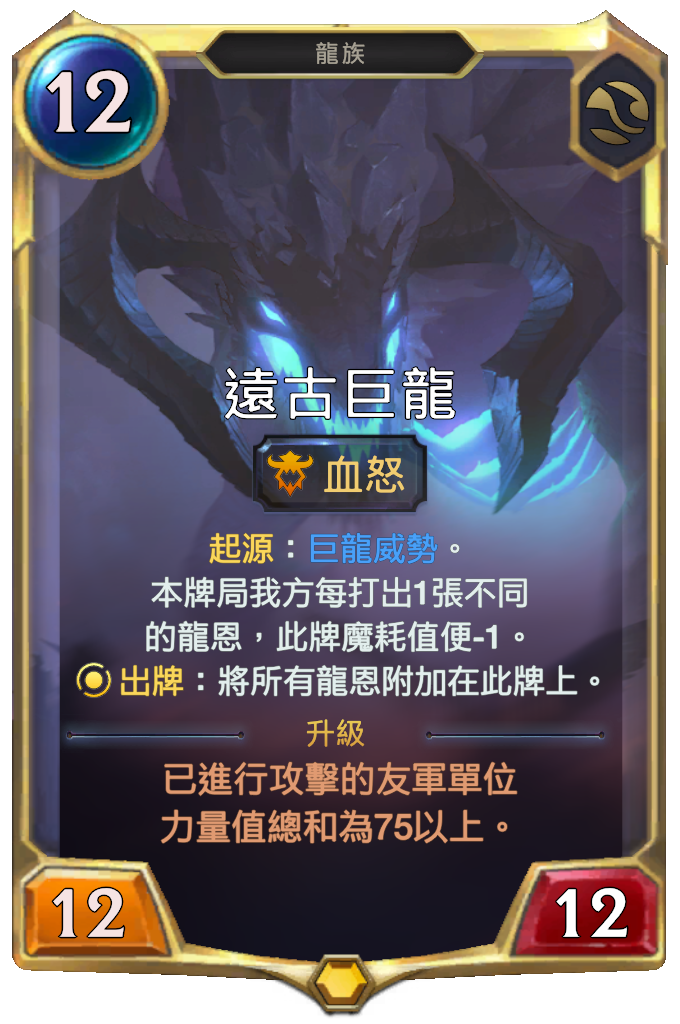 龍族
12
遠古巨龍
血怒
起源：巨龍威勢。
本牌局我方每打出1張不同
的龍恩，此牌魔耗值便-1。
出牌：將所有龍恩附加在此牌上。
升級
已進行攻擊的友軍單位
力量值總和為75以上。
12
12